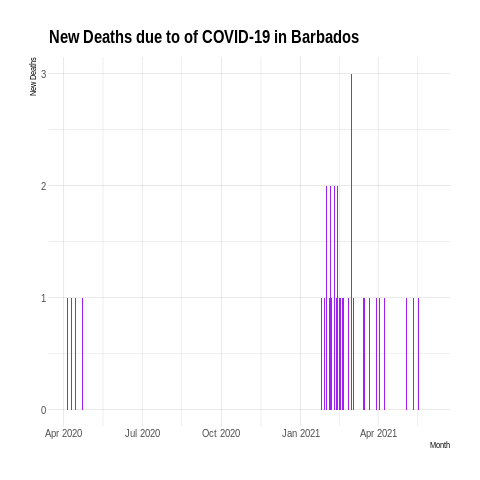 New Deaths due to of COVID-19 in Barbados
New Deaths
3
2
1
0
Apr 2020 Jul 2020 Oct 2020 Jan 2021 Apr 2021
Month